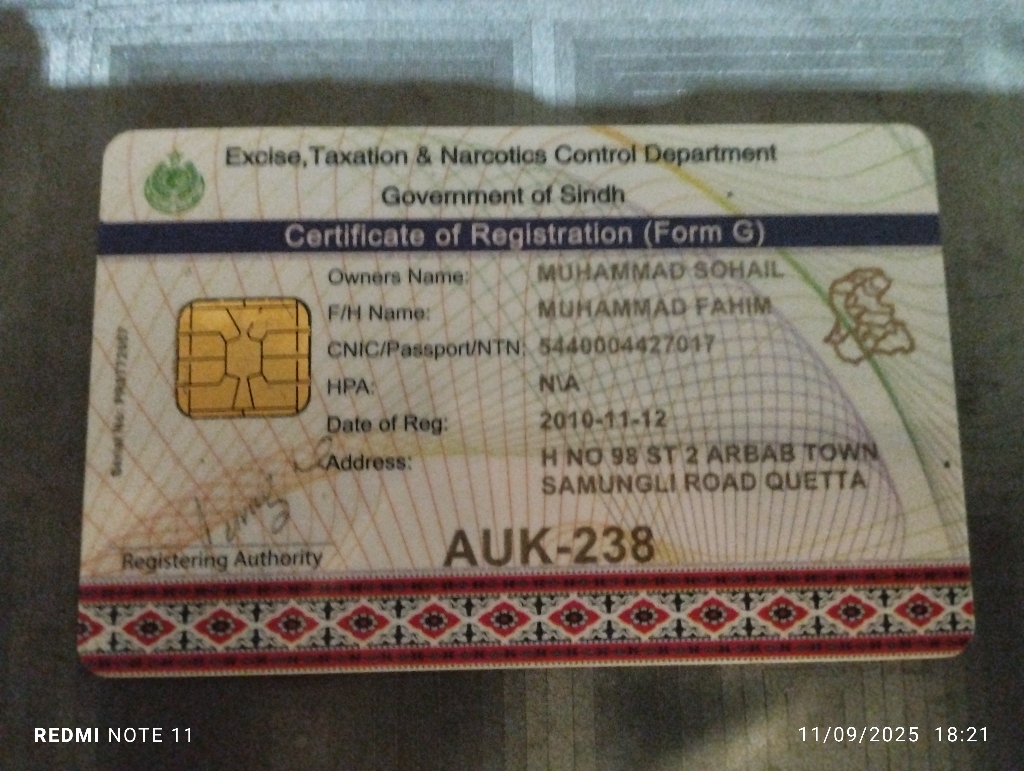 Excise,Taxation & Narcotics Control Department
Government of Sindh
Certificate of Registration (Form G)
Owners Name: MUHAMMAD SOHAIL
F/H Name: MUHAMMAD FAHIM
CNIC/Passport/NTN: 5440004427017
HPA: N\A
Date of Reg: 2010-11-12
Address: H NO 98 ST 2 ARBAB TOWN
SAMUNGLI ROAD QUETTA
Serial No:
Registering Authority
AUK-238
REDMI NOTE 11
11/09/2025 18:21